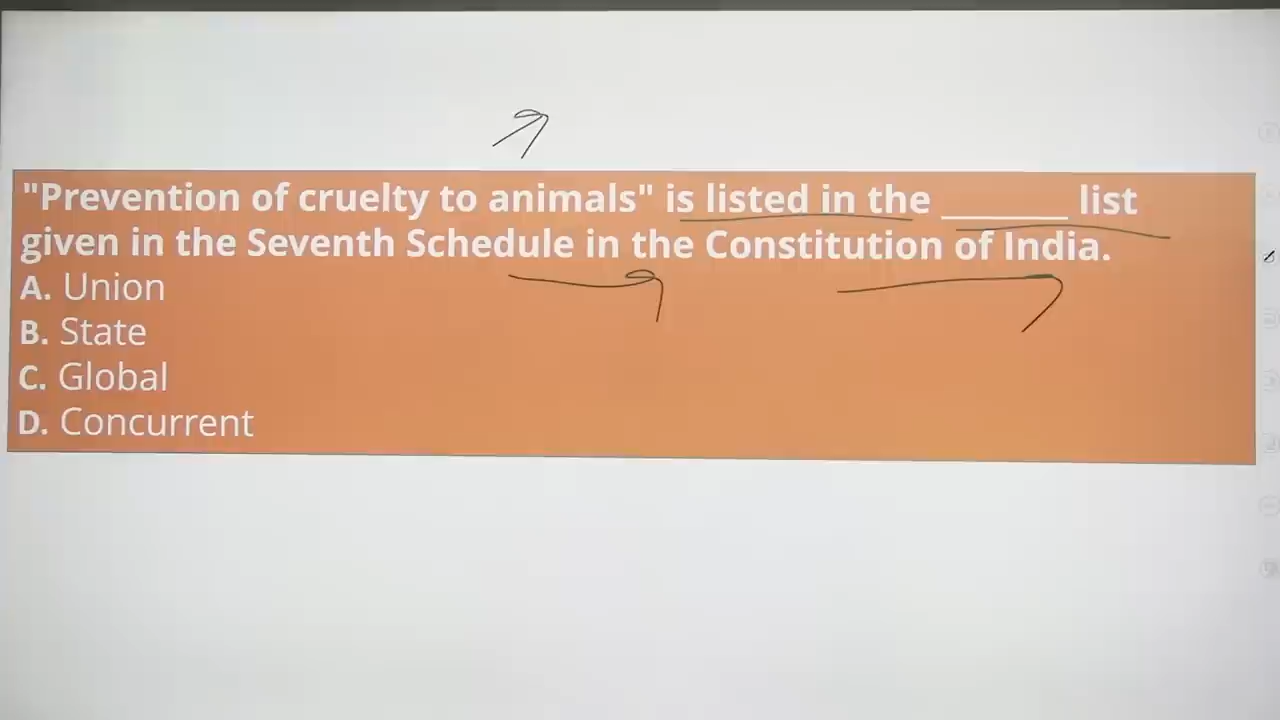 "Prevention of cruelty to animals" is listed in the ________ list
given in the Seventh Schedule in the Constitution of India.
A. Union
B. State
C. Global
D. Concurrent